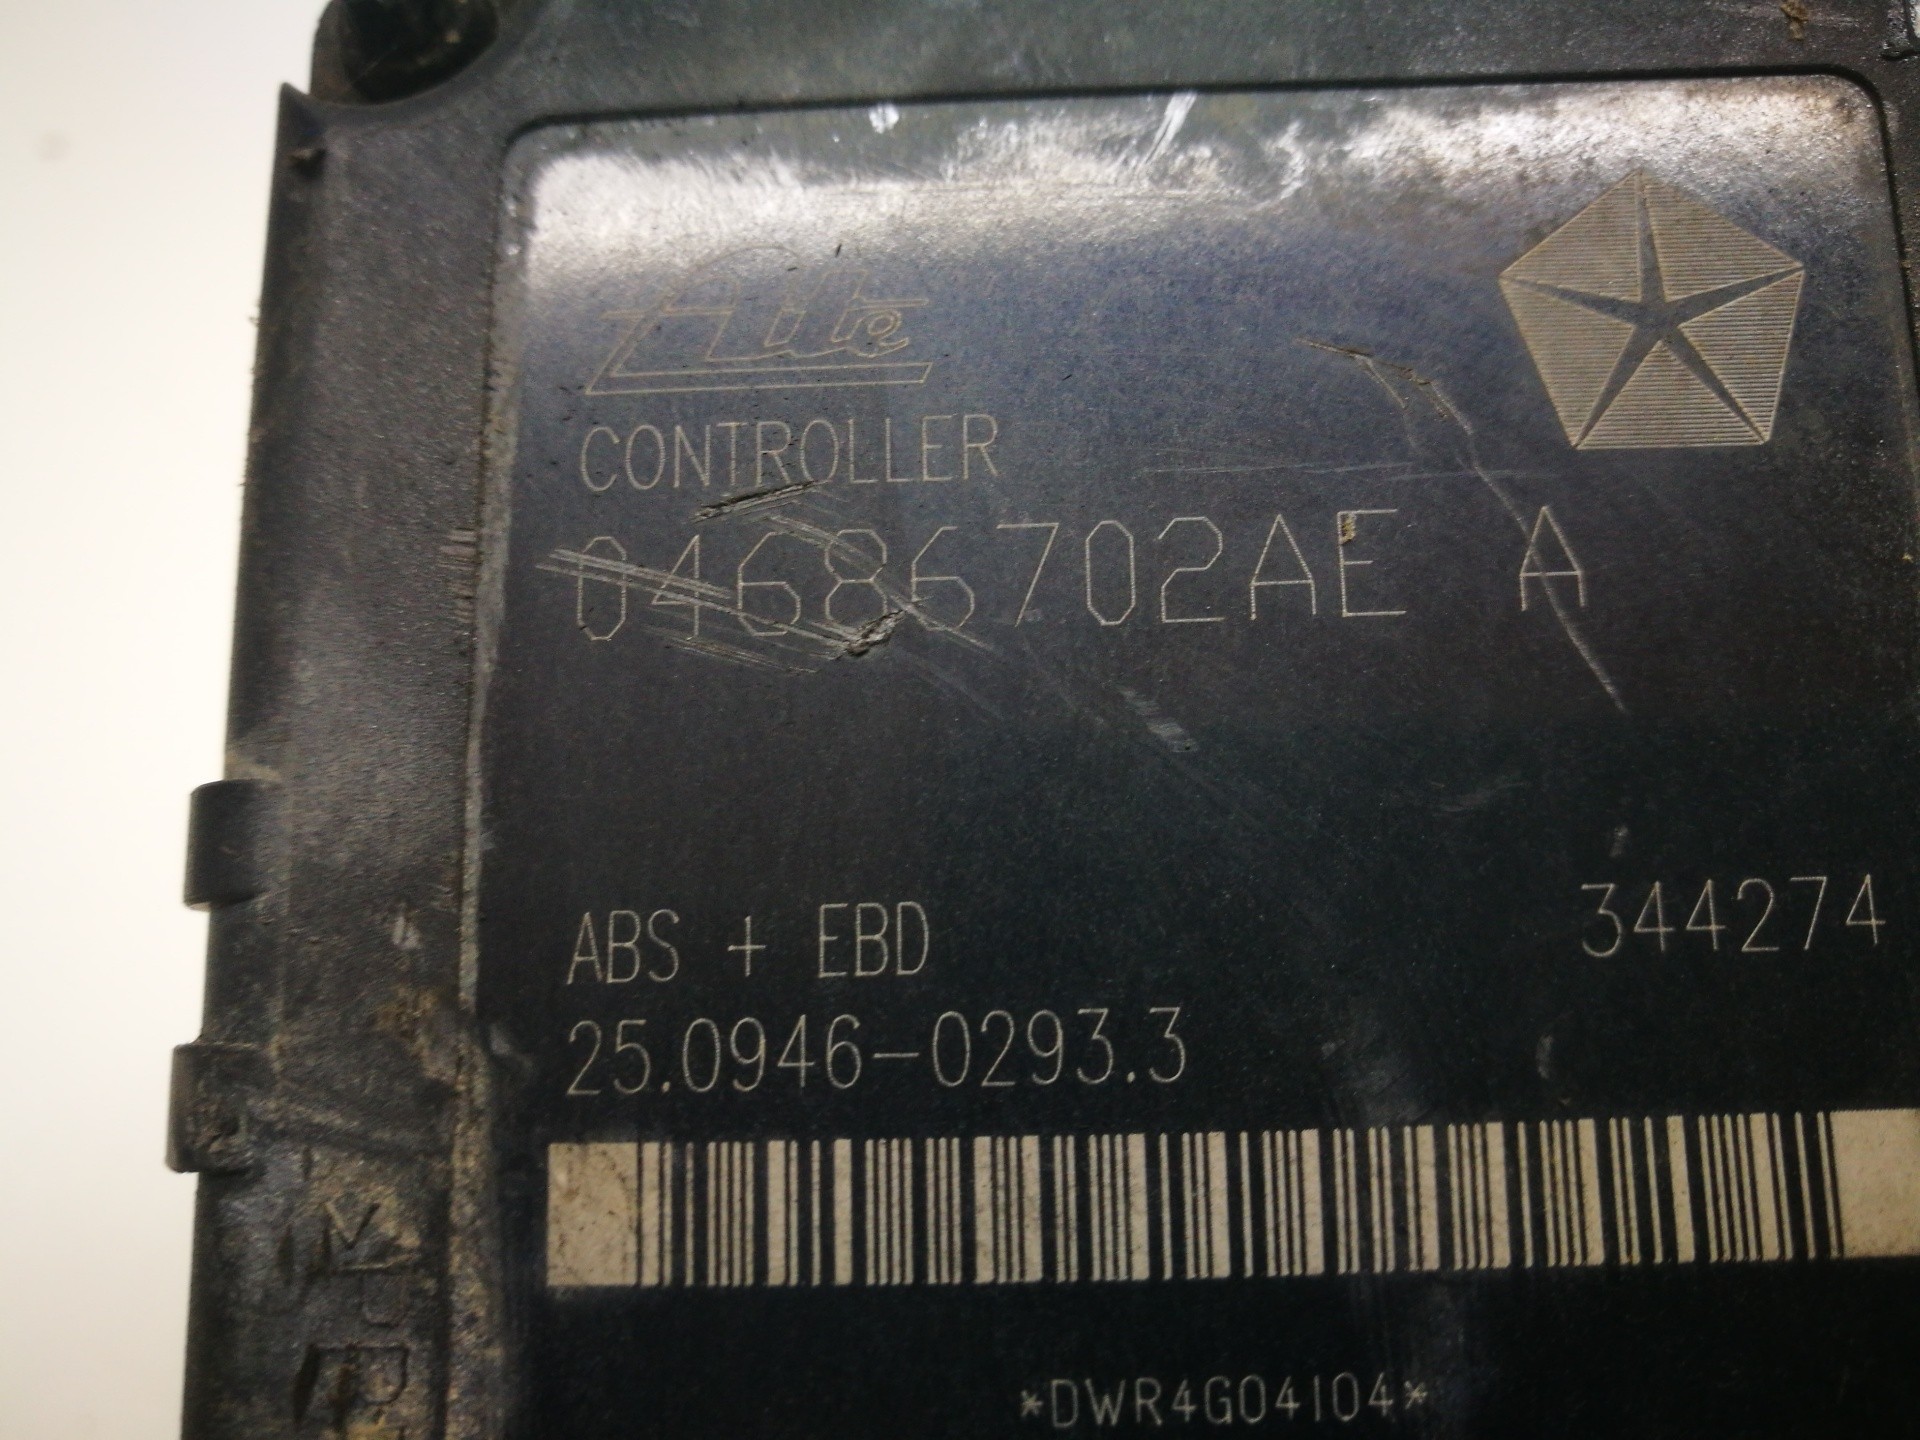 Ate
CONTROLLER
04686702AE A
ABS + EBD
344274
25.0946-0293.3
*DWR4G04104*